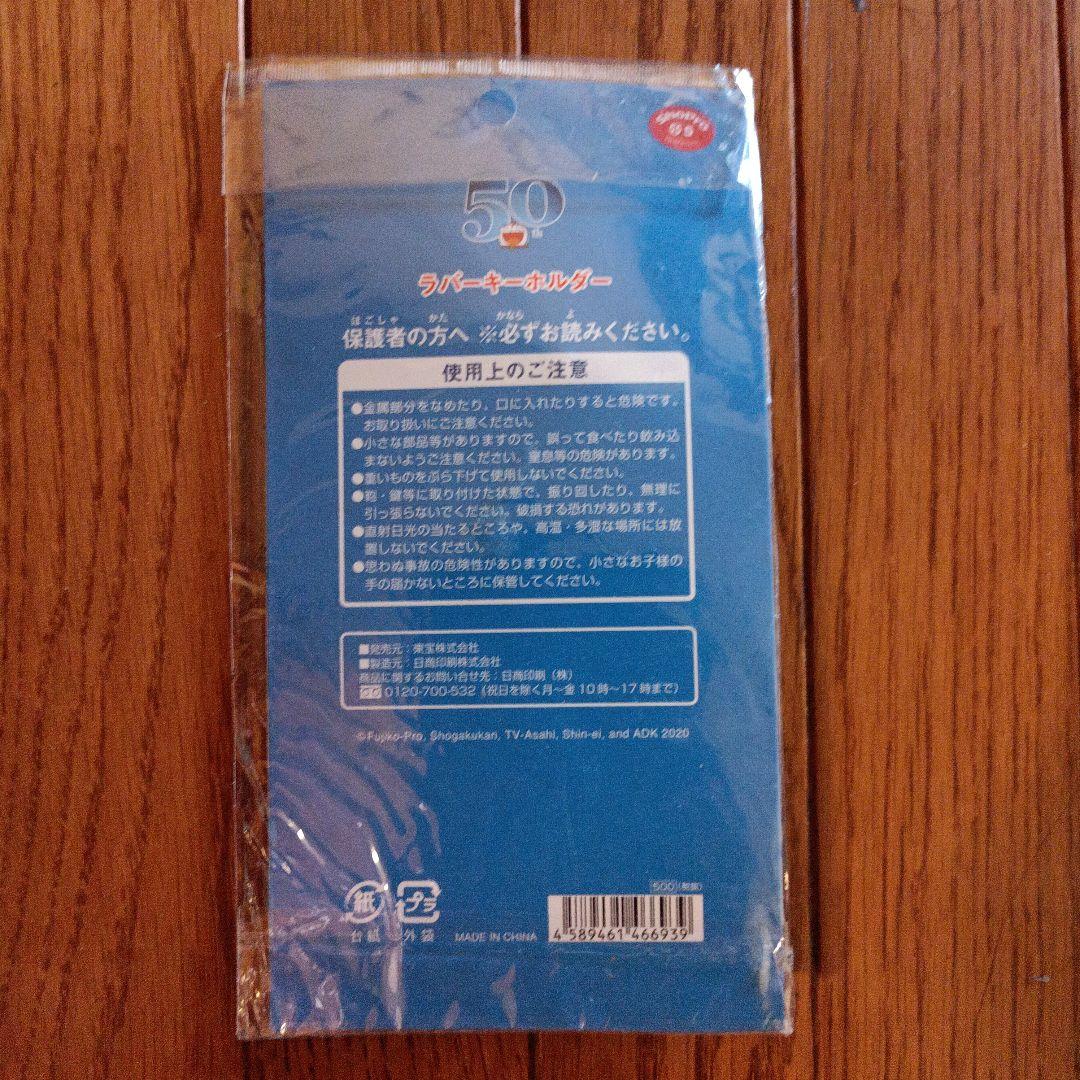 ShoPro
50th
ラバーキーホルダー
ほごしゃ かた かなら よ
保護者の方へ ※必ずお読みください。
使用上のご注意
●金属部分をなめたり、口に入れたりすると危険です。
お取り扱いにご注意ください。
●小さな部品等がありますので、誤って食べたり飲み込
まないようご注意ください。窒息等の危険があります。
●重いものをぶら下げて使用しないでください。
●鞄・鍵等に取り付けた状態で、振り回したり、無理に
引っ張らないでください。破損する恐れがあります。
●直射日光の当たるところや、高温・多湿な場所には放
置しないでください。
●思わぬ事故の危険性がありますので、小さなお子様の
手の届かないところに保管してください。
■発売元：東宝株式会社
■製造元：日商印刷株式会社
商品に関するお問い合せ先：日商印刷（株）
0120-700-532（祝日を除く月～金 10時～17時まで）
©Fujiko-Pro, Shogakukan, TV-Asahi, Shin-ei, and ADK 2020
500（税抜）
紙 プラ
台紙 外袋 MADE IN CHINA 4 589461 466939